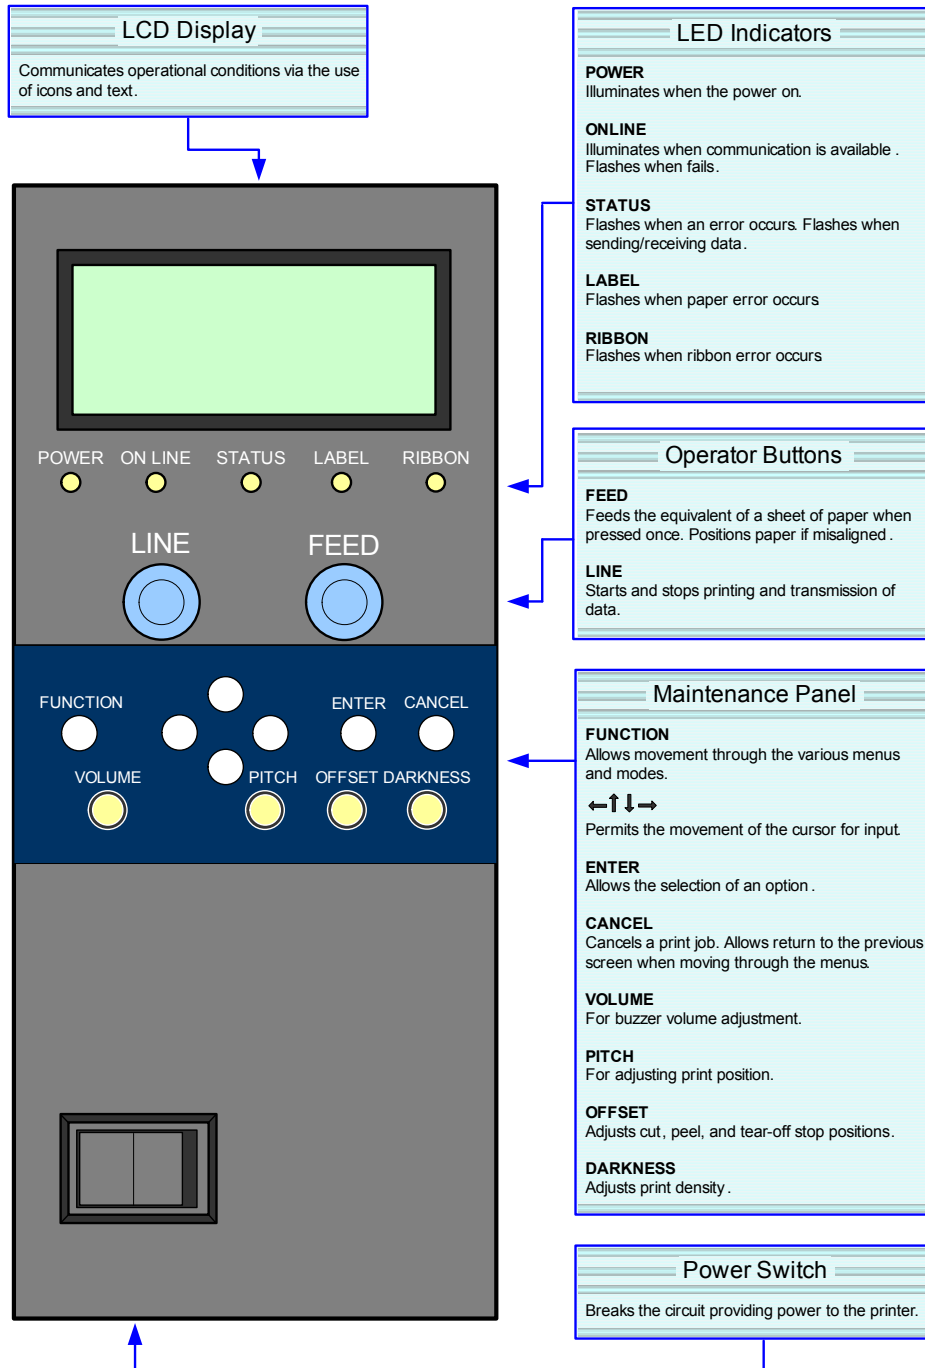 LCD Display
Communicates operational conditions via the use
of icons and text.
LED Indicators
POWER
Illuminates when the power on.
ONLINE
Illuminates when communication is available .
Flashes when fails.
STATUS
Flashes when an error occurs. Flashes when
sending/receiving data.
LABEL
Flashes when paper error occurs
RIBBON
Flashes when ribbon error occurs
POWER ON LINE STATUS LABEL RIBBON
LINE FEED
Operator Buttons
FEED
Feeds the equivalent of a sheet of paper when
pressed once. Positions paper if misaligned .
LINE
Starts and stops printing and transmission of
data.
FUNCTION ENTER CANCEL
VOLUME PITCH OFFSET DARKNESS
Maintenance Panel
FUNCTION
Allows movement through the various menus
and modes.
←↑↓→
Permits the movement of the cursor for input.
ENTER
Allows the selection of an option .
CANCEL
Cancels a print job. Allows return to the previous
screen when moving through the menus.
VOLUME
For buzzer volume adjustment.
PITCH
For adjusting print position.
OFFSET
Adjusts cut, peel, and tear-off stop positions.
DARKNESS
Adjusts print density .
Power Switch
Breaks the circuit providing power to the printer.